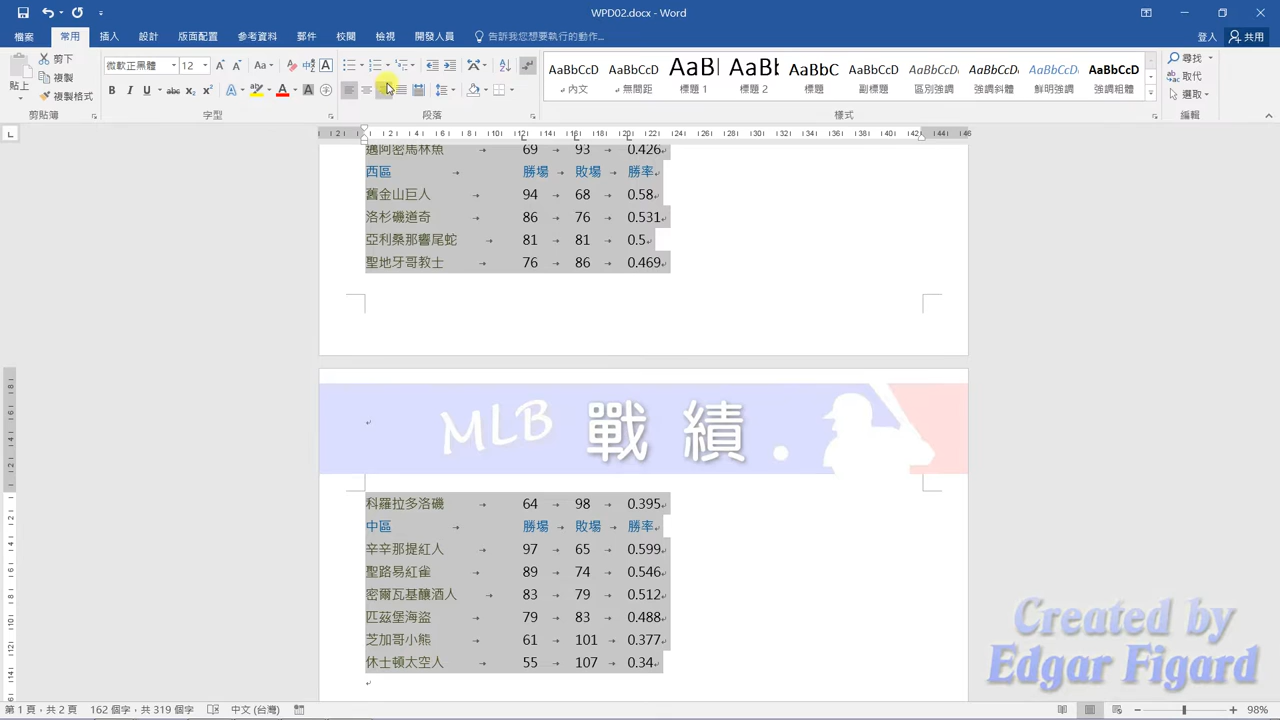 WPD02.docx - Word
檔案 常用 插入 設計 版面配置 參考資料 郵件 校閱 檢視 開發人員 告訴我您想要執行的動作... 登入 共用
貼上 剪下 複製 複製格式
微軟正黑體 12
B I U abc x₂ x²
AaBbCcD AaBbCcD AaBl AaBb AaBbC AaBbCcD AaBbCcD AaBbCcD AaBbCcD AaBbCcD
內文 無間距 標題 1 標題 2 標題 副標題 區別強調 強調斜體 鮮明強調 強調粗體
尋找 取代 選取
剪貼簿 字型 段落 樣式 編輯
邁阿密馬林魚 69 93 0.426
西區 勝場 敗場 勝率
舊金山巨人 94 68 0.58
洛杉磯道奇 86 76 0.531
亞利桑那響尾蛇 81 81 0.5
聖地牙哥教士 76 86 0.469
MLB 戰 績 .
科羅拉多洛磯 64 98 0.395
中區 勝場 敗場 勝率
辛辛那提紅人 97 65 0.599
聖路易紅雀 89 74 0.546
密爾瓦基釀酒人 83 79 0.512
匹茲堡海盜 79 83 0.488
芝加哥小熊 61 101 0.377
休士頓太空人 55 107 0.34
Created by
Edgar Figard
第 1 頁，共 2 頁 162 個字，共 319 個字 中文 (台灣) 98%